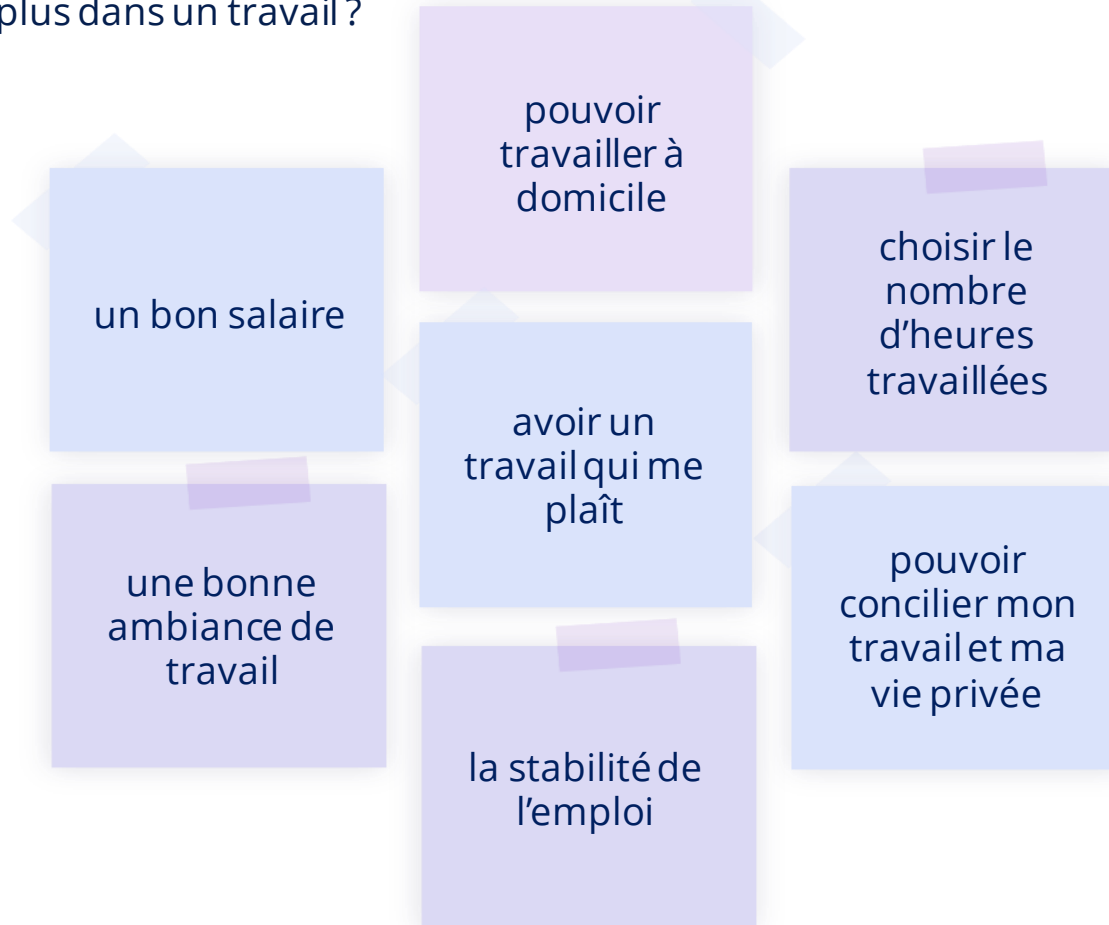 plus dans un travail ?
pouvoir
travailler à
domicile
un bon salaire
choisir le
nombre
d’heures
travaillées
avoir un
travail qui me
plaît
une bonne
ambiance de
travail
pouvoir
concilier mon
travail et ma
vie privée
la stabilité de
l’emploi